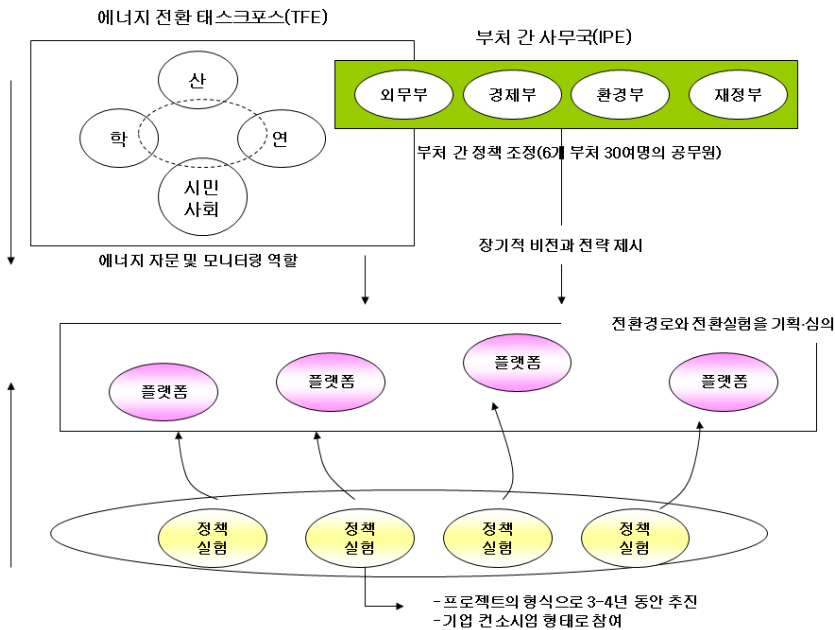 에너지 전환 태스크포스(TFE)
부처 간 사무국(IPE)
산
학
연
시민
사회
외무부
경제부
환경부
재정부
부처 간 정책 조정(6개 부처 30여명의 공무원)
에너지 자문 및 모니터링 역할
장기적 비전과 전략 제시
전환경로와 전환실험을 기획·심의
플랫폼
플랫폼
플랫폼
플랫폼
정책
실험
정책
실험
정책
실험
정책
실험
- 프로젝트의 형식으로 3-4년 동안 추진
- 기업 컨소시엄 형태로 참여